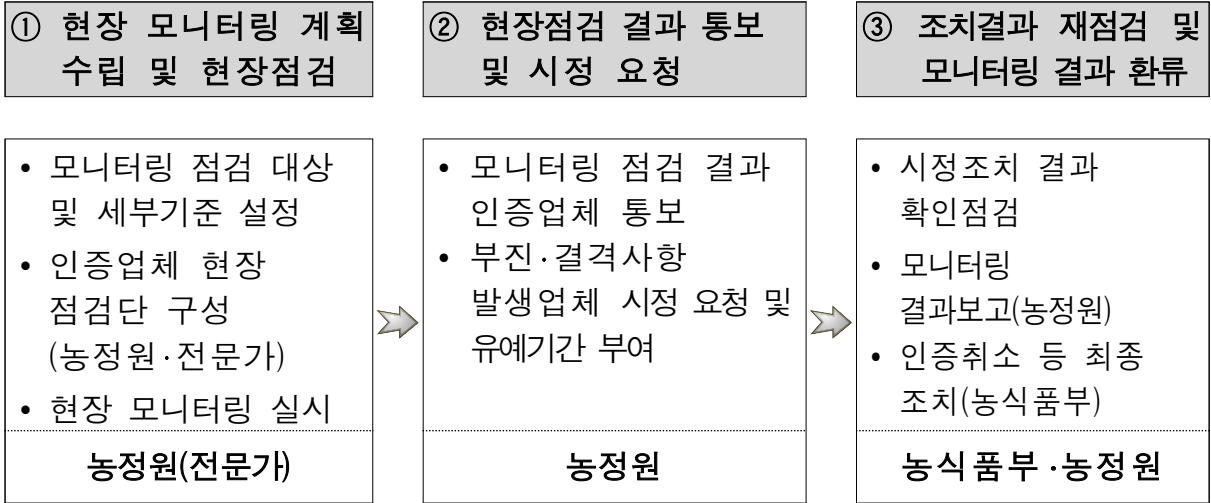 ① 현장 모니터링 계획
수립 및 현장점검
• 모니터링 점검 대상
및 세부기준 설정
• 인증업체 현장
점검단 구성
(농정원·전문가)
• 현장 모니터링 실시
농정원(전문가)
② 현장점검 결과 통보
및 시정 요청
• 모니터링 점검 결과
인증업체 통보
• 부진·결격사항
발생업체 시정 요청 및
유예기간 부여
농정원
③ 조치결과 재점검 및
모니터링 결과 환류
• 시정조치 결과
확인점검
• 모니터링
결과보고(농정원)
• 인증취소 등 최종
조치(농식품부)
농식품부·농정원